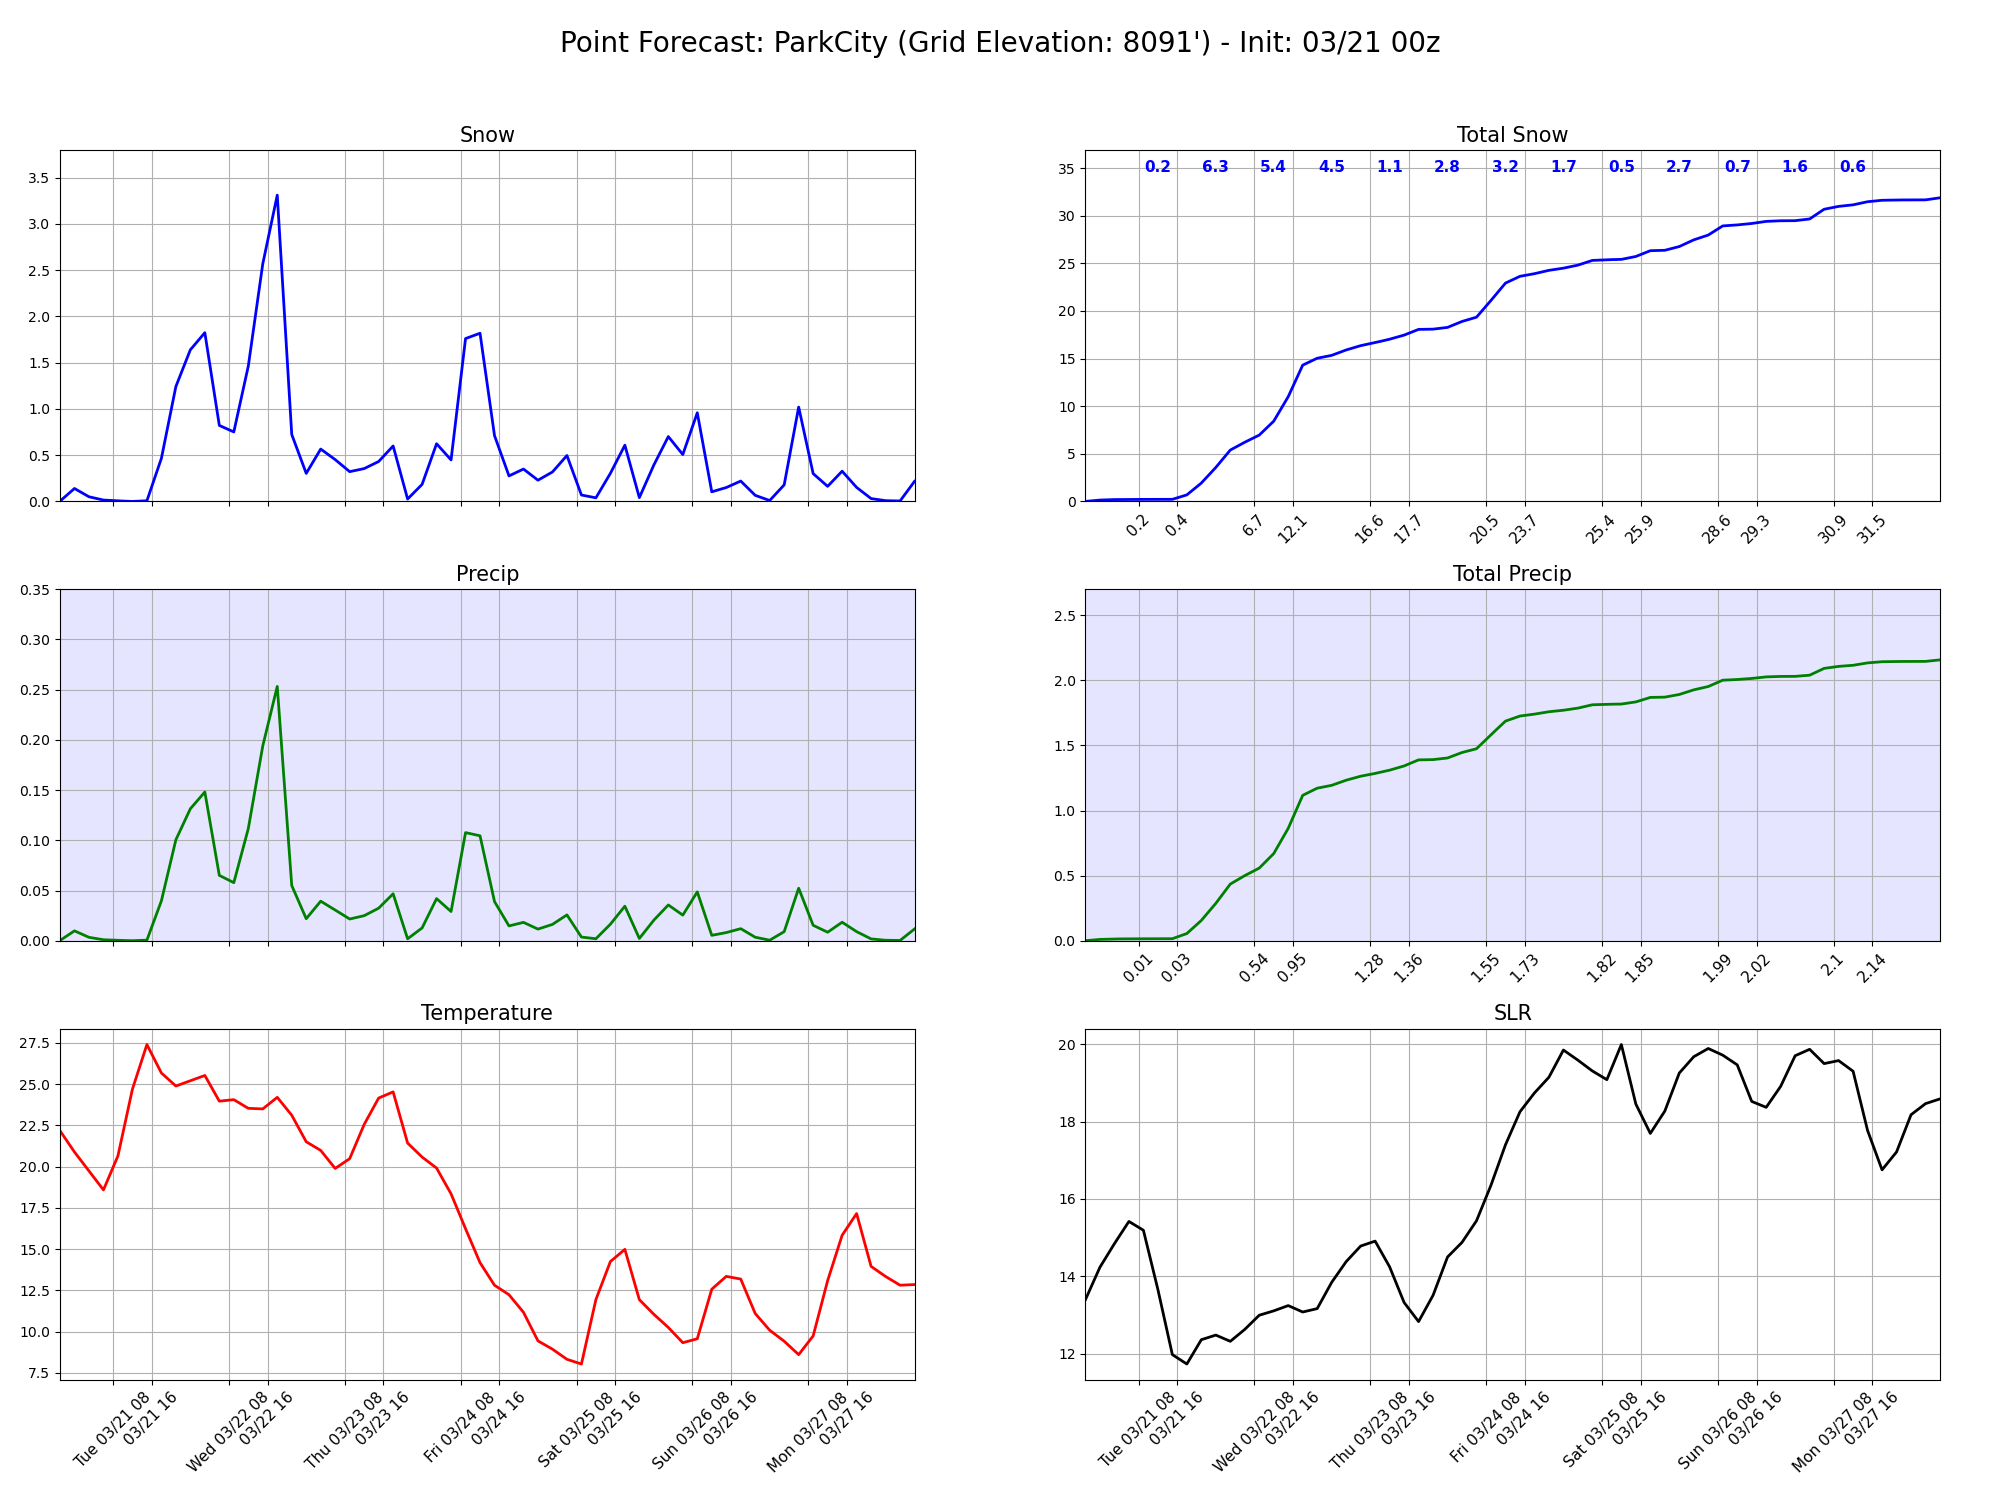 Point Forecast: ParkCity (Grid Elevation: 8091') - Init: 03/21 00z
Snow
3.5
3.0
2.5
2.0
1.5
1.0
0.5
0.0
Total Snow
0.2 6.3 5.4 4.5 1.1 2.8 3.2 1.7 0.5 2.7 0.7 1.6 0.6
35
30
25
20
15
10
5
0
0.2 0.4 6.7 12.1 16.6 17.7 20.5 23.7 25.4 25.9 28.6 29.3 30.9 31.5
Precip
0.35
0.30
0.25
0.20
0.15
0.10
0.05
0.00
Total Precip
2.5
2.0
1.5
1.0
0.5
0.0
0.01 0.03 0.54 0.95 1.28 1.36 1.55 1.73 1.82 1.85 1.99 2.02 2.1 2.14
Temperature
27.5
25.0
22.5
20.0
17.5
15.0
12.5
10.0
7.5
Tue 03/21 08
03/21 16
Wed 03/22 08
03/22 16
Thu 03/23 08
03/23 16
Fri 03/24 08
03/24 16
Sat 03/25 08
03/25 16
Sun 03/26 08
03/26 16
Mon 03/27 08
03/27 16
SLR
20
18
16
14
12
Tue 03/21 08
03/21 16
Wed 03/22 08
03/22 16
Thu 03/23 08
03/23 16
Fri 03/24 08
03/24 16
Sat 03/25 08
03/25 16
Sun 03/26 08
03/26 16
Mon 03/27 08
03/27 16